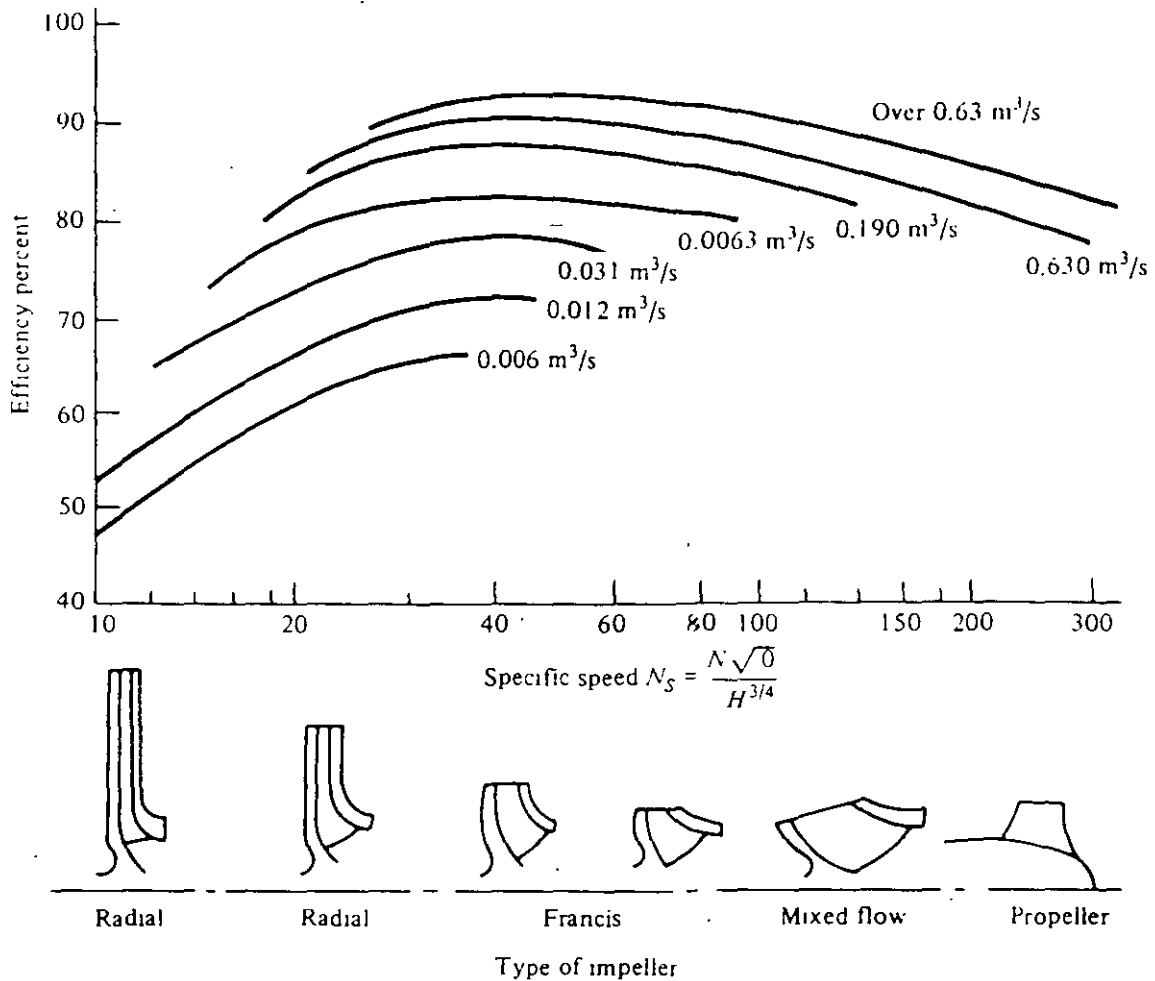 100
90
80
70
60
50
40
Efficiency percent
Over 0.63 m³/s
0.630 m³/s
0.190 m³/s
0.0063 m³/s
0.031 m³/s
0.012 m³/s
0.006 m³/s
10 20 40 60 80 100 150 200 300
Specific speed N_S = N√Q / H^{3/4}
Radial Radial Francis Mixed flow Propeller
Type of impeller